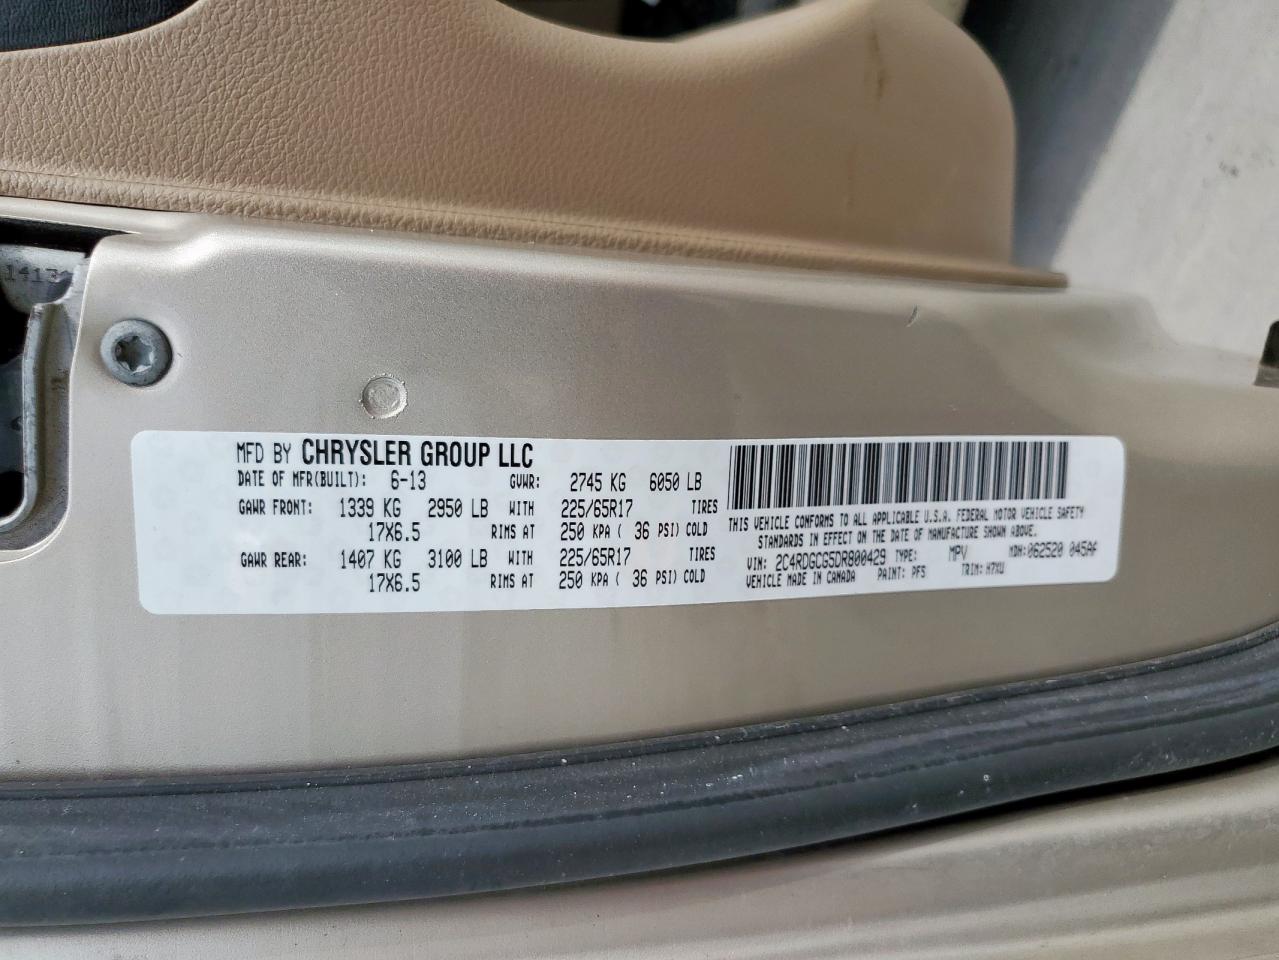 MFD BY CHRYSLER GROUP LLC
DATE OF MFR(BUILT): 6-13 GVWR: 2745 KG 6050 LB
GAWR FRONT: 1339 KG 2950 LB WITH 225/65R17 TIRES
17X6.5 RIMS AT 250 KPA ( 36 PSI) COLD
GAWR REAR: 1407 KG 3100 LB WITH 225/65R17 TIRES
17X6.5 RIMS AT 250 KPA ( 36 PSI) COLD
THIS VEHICLE CONFORMS TO ALL APPLICABLE U.S.A. FEDERAL MOTOR VEHICLE SAFETY
STANDARDS IN EFFECT ON THE DATE OF MANUFACTURE SHOWN ABOVE.
VIN: 2C4RDGCG5DR800429 TYPE: MPV MDH: 062520 045AF
VEHICLE MADE IN CANADA PAINT: PFS TRIM: H7XU